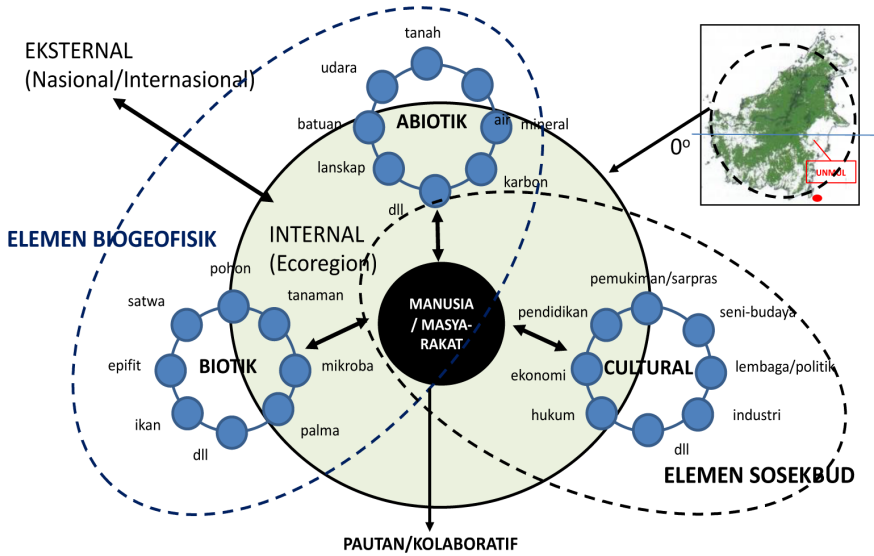 EKSTERNAL
(Nasional/Internasional)
tanah
udara
batuan
ABIOTIK
air
mineral
lanskap
karbon
dll
0°
UNMUL
ELEMEN BIOGEOFISIK
INTERNAL
(Ecoregion)
pohon
tanaman
satwa
epifit
BIOTIK
mikroba
ikan
palma
dll
MANUSIA
/ MASYA-
RAKAT
pemukiman/sarpras
pendidikan
seni-budaya
ekonomi
CULTURAL
lembaga/politik
hukum
industri
dll
ELEMEN SOSEKBUD
PAUTAN/KOLABORATIF